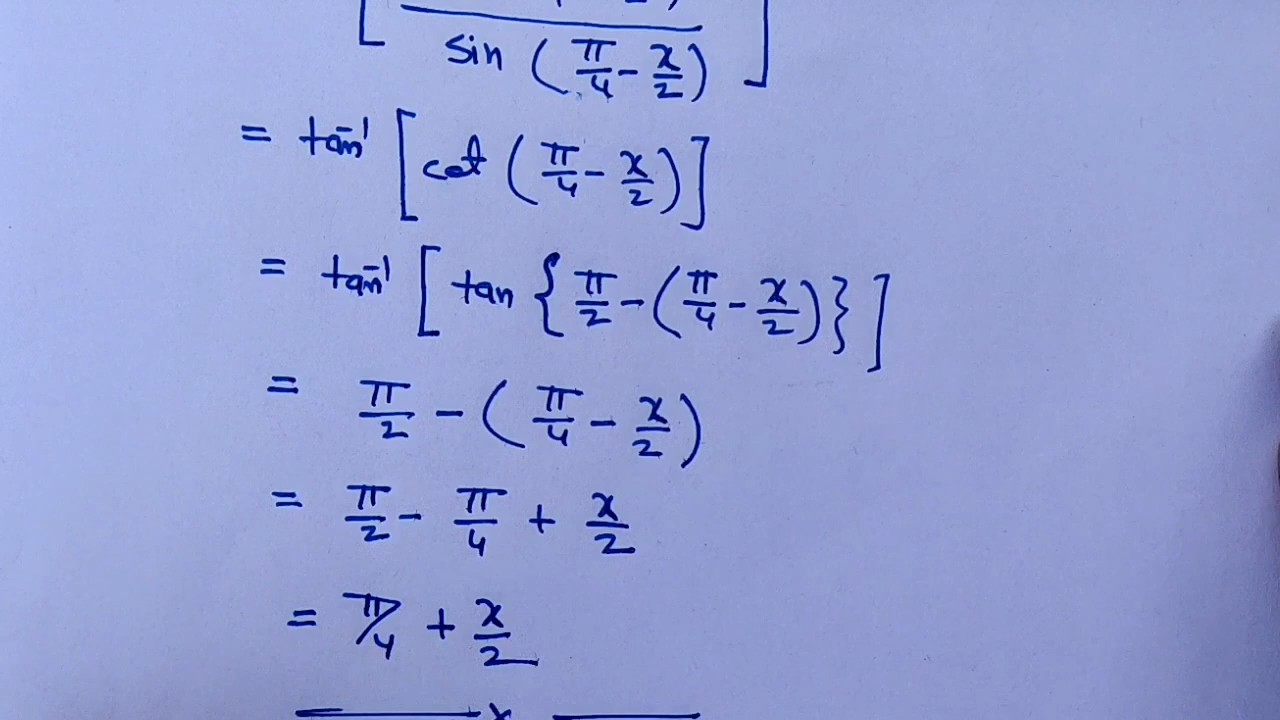 sin (π/4 - x/2)
= tan⁻¹ [cot (π/4 - x/2)]
= tan⁻¹ [tan {π/2 - (π/4 - x/2)}]
= π/2 - (π/4 - x/2)
= π/2 - π/4 + x/2
= π/4 + x/2
x